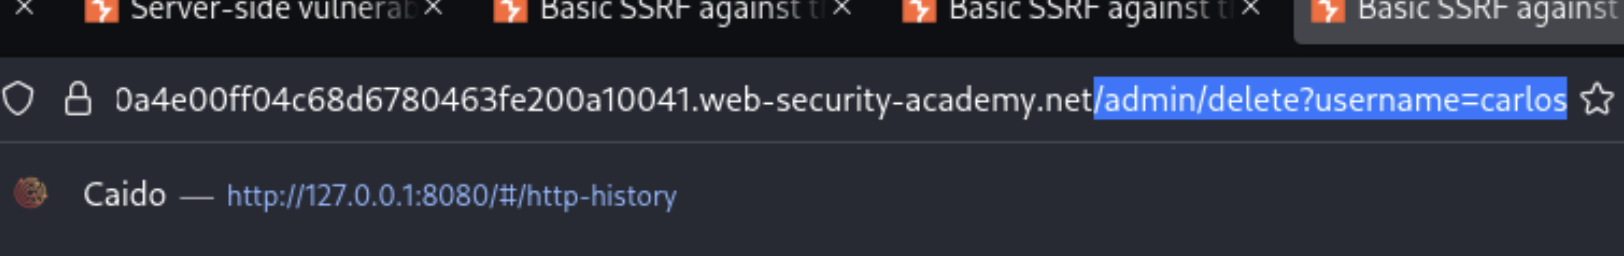 Server-side vulnerab Basic SSRF against t Basic SSRF against t Basic SSRF against
0a4e00ff04c68d6780463fe200a10041.web-security-academy.net/admin/delete?username=carlos
Caido — http://127.0.0.1:8080/#/http-history